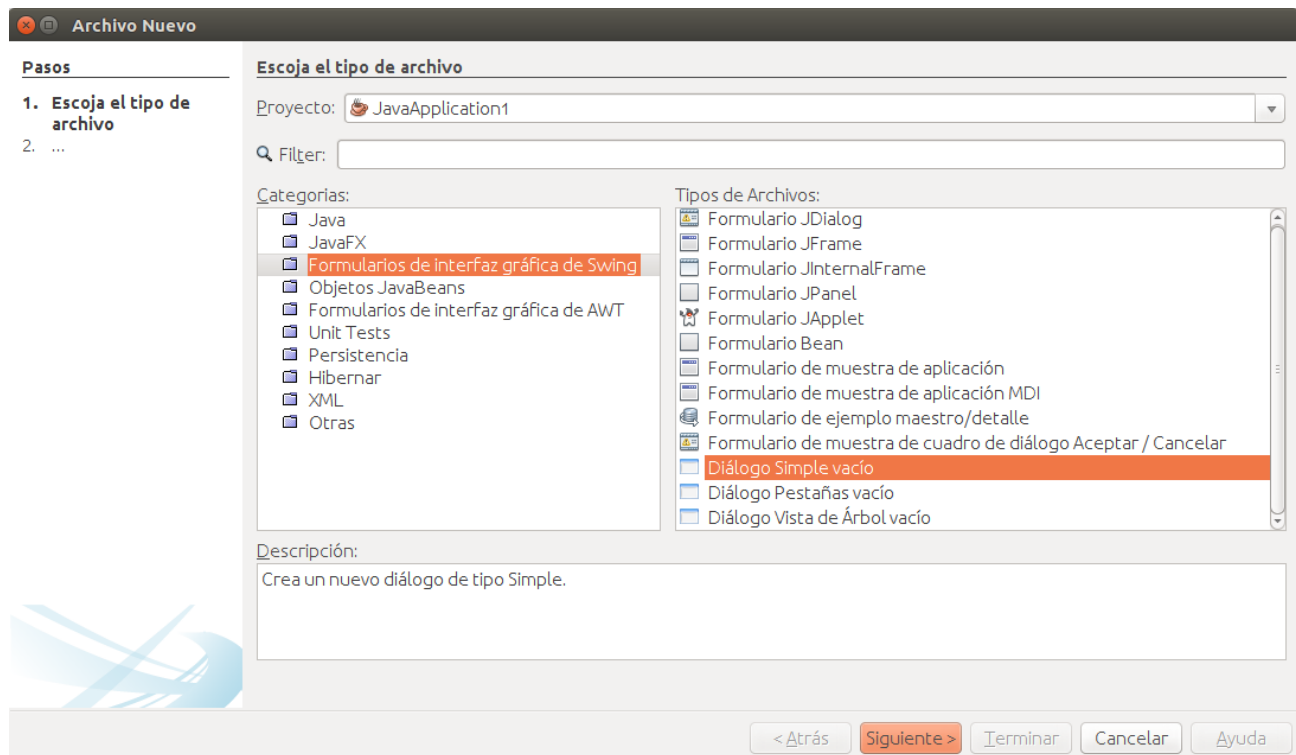 Archivo Nuevo
Pasos
1. Escoja el tipo de
archivo
2. ...
Escoja el tipo de archivo
Proyecto: JavaApplication1
Filter:
Categorias:
Java
JavaFX
Formularios de interfaz gráfica de Swing
Objetos JavaBeans
Formularios de interfaz gráfica de AWT
Unit Tests
Persistencia
Hibernar
XML
Otras
Tipos de Archivos:
Formulario JDialog
Formulario JFrame
Formulario JInternalFrame
Formulario JPanel
Formulario JApplet
Formulario Bean
Formulario de muestra de aplicación
Formulario de muestra de aplicación MDI
Formulario de ejemplo maestro/detalle
Formulario de muestra de cuadro de diálogo Aceptar / Cancelar
Diálogo Simple vacío
Diálogo Pestañas vacío
Diálogo Vista de Árbol vacío
Descripción:
Crea un nuevo diálogo de tipo Simple.
< Atrás Siguiente > Terminar Cancelar Ayuda